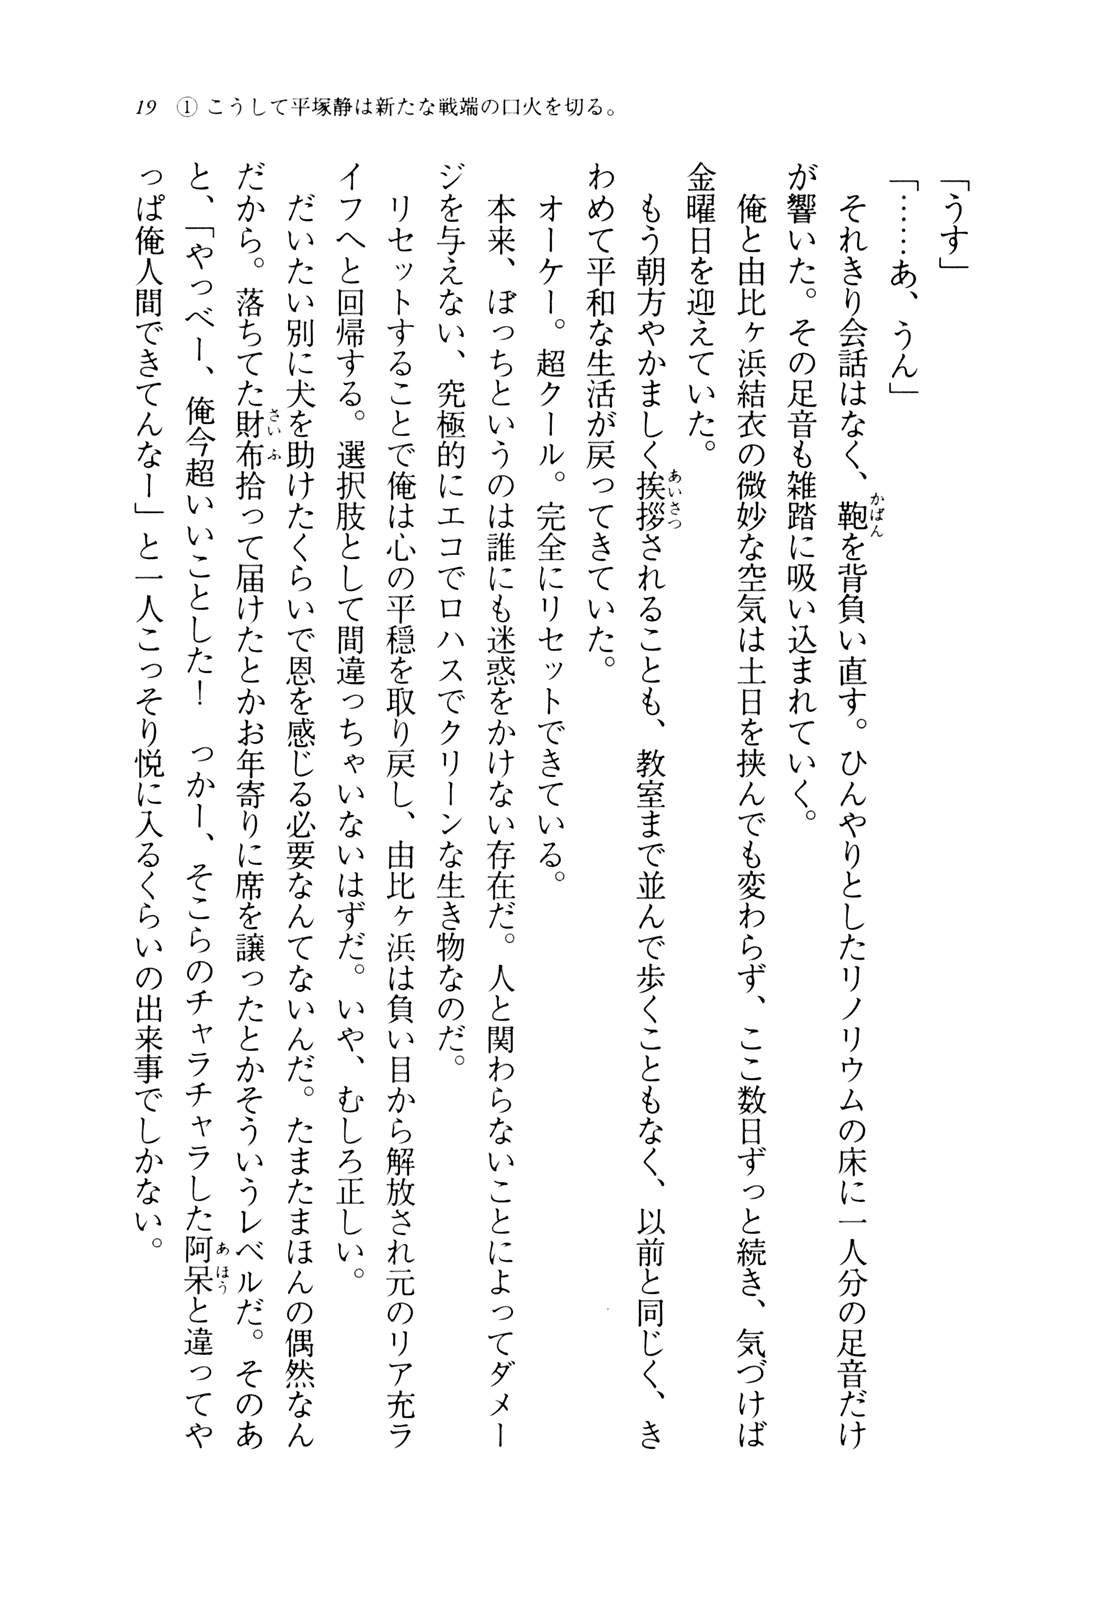 19　①こうして平塚静は新たな戦端の口火を切る。
「うす」
「……あ、うん」
　それきり会話はなく、鞄を背負い直す。ひんやりとしたリノリウムの床に一人分の足音だけ
が響いた。その足音も雑踏に吸い込まれていく。
　俺と由比ヶ浜結衣の微妙な空気は土日を挟んでも変わらず、ここ数日ずっと続き、気づけば
金曜日を迎えていた。
　もう朝方やかましく挨拶されることも、教室まで並んで歩くこともなく、以前と同じく、き
わめて平和な生活が戻ってきていた。
　オーケー。超クール。完全にリセットできている。
　本来、ぼっちというのは誰にも迷惑をかけない存在だ。人と関わらないことによってダメー
ジを与えない、究極的にエコでロハスでクリーンな生き物なのだ。
　リセットすることで俺は心の平穏を取り戻し、由比ヶ浜は負い目から解放され元のリア充ラ
イフへと回帰する。選択肢として間違っちゃいないはずだ。いや、むしろ正しい。
　だいたい別に犬を助けたくらいで恩を感じる必要なんてないんだ。たまたまほんの偶然なん
だから。落ちてた財布拾って届けたとかお年寄りに席を譲ったとかそういうレベルだ。そのあ
と、「やっべー、俺今超いいことした！　っかー、そこらのチャラチャラした阿呆と違ってや
っぱ俺人間できてんなー」と一人こっそり悦に入るくらいの出来事でしかない。
かばん
あいさつ
さいふ
あほう